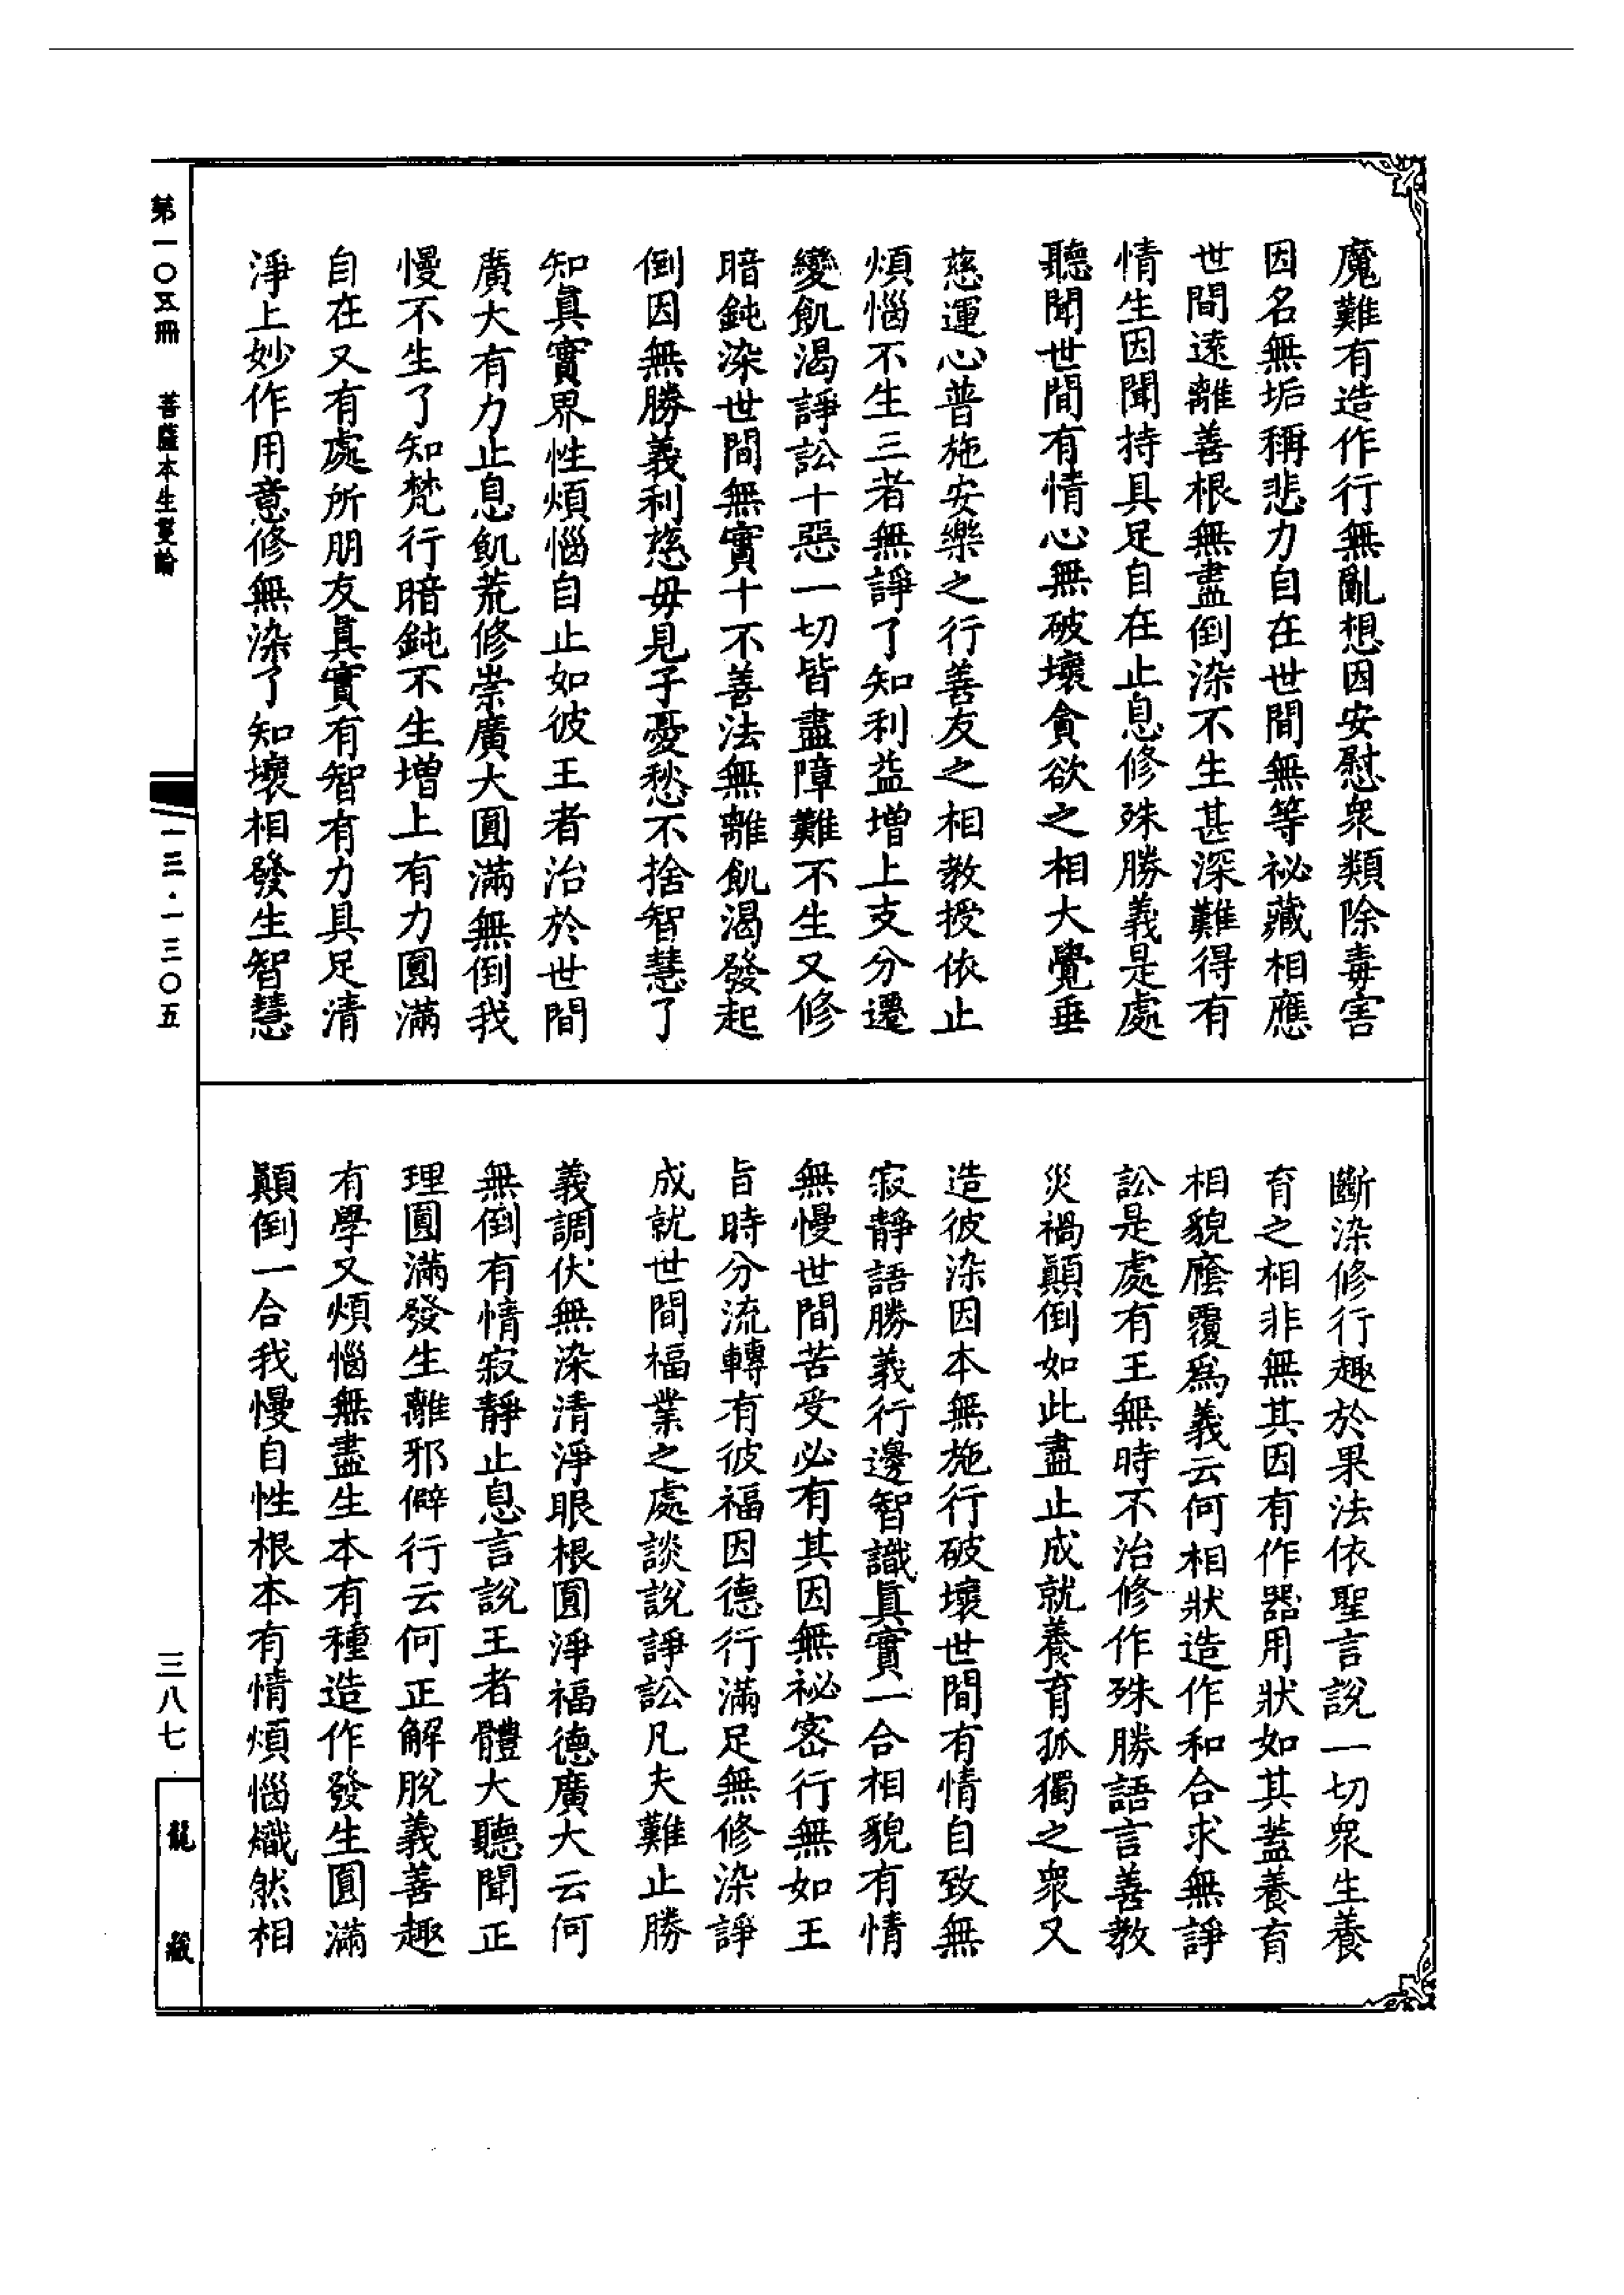 魔難有造作行無亂想因安慰衆類除毒害
因名無垢稱悲力自在世間無等祕藏相應
世間遠離善根無盡倒染不生甚深難得有
情生因聞持具足自在止息修殊勝義是處
聽聞世間有情心無破壞貪欲之相大覺垂
慈運心普施安樂之行善友之相教授依止
煩惱不生三者無諍了知利益增上支分遷
變飢渴諍訟十惡一切皆盡障難不生又修
暗鈍染世間無實十不善法無離飢渴發起
倒因無勝義利慈毋見子憂愁不捨智慧了
知真實界性煩惱自止如彼王者治於世間
廣大有力止息飢荒修崇廣大圓滿無倒我
慢不生了知梵行暗鈍不生增上有力圓滿
自在又有處所朋友真實有智有力具足清
淨上妙作用意修無染了知壞相發生智慧
斷染修行趣於果法依聖言說一切衆生養
育之相非無其因有作器用狀如其蓋養育
相貌廕覆爲義云何相狀造作和合求無諍
訟是處有王無時不治修作殊勝語言善教
災禍顛倒如此盡止成就養育孤獨之衆又
造彼染因本無施行破壞世間有情自致無
寂靜語勝義行邊智識真實一合相貌有情
無慢世間苦受必有其因無祕密行無如王
旨時分流轉有彼福因德行滿足無修染諍
成就世間福業之處談說諍訟凡夫難止勝
義調伏無染清淨眼根圓淨福德廣大云何
無倒有情寂靜止息言說王者體大聽聞正
理圓滿發生離邪僻行云何正解脫義善趣
有學又煩惱無盡生本有種造作發生圓滿
顛倒一合我慢自性根本有情煩惱熾然相
第一〇五冊 菩薩本生鬘論
一三·一三〇五
三八七
龍藏